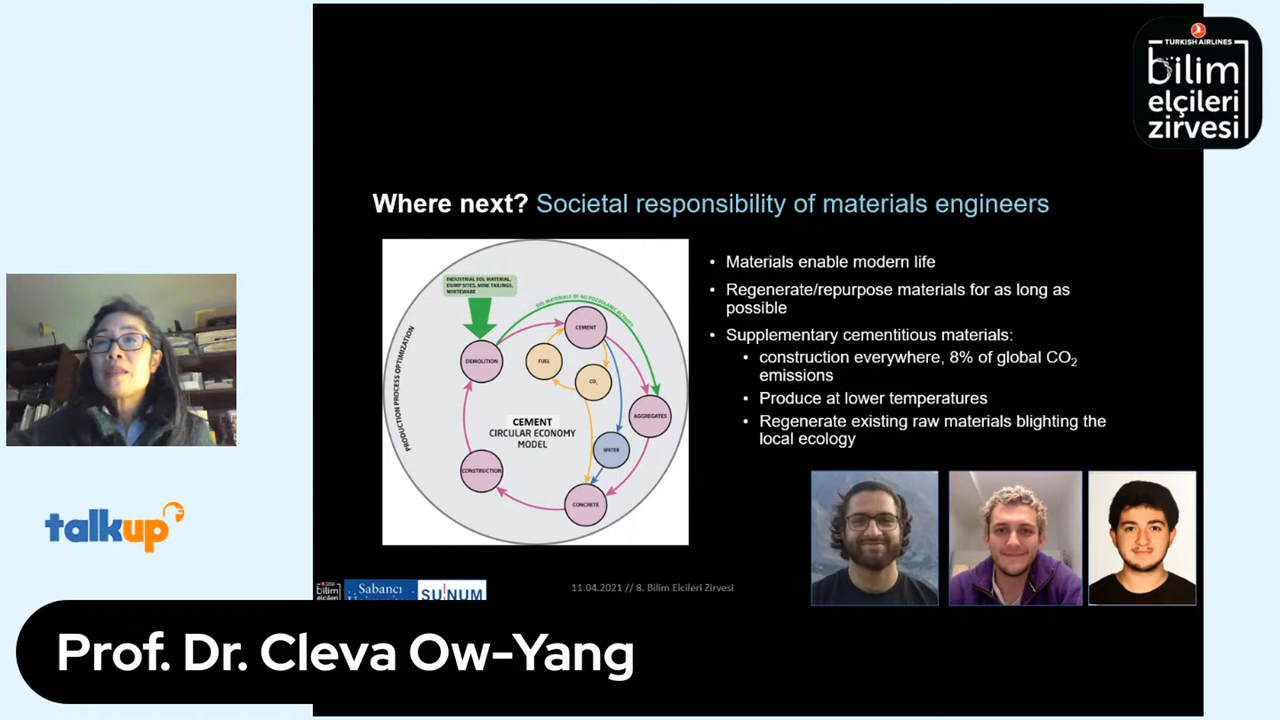 TURKISH AIRLINES
bilim
elçileri
zirvesi
Where next? Societal responsibility of materials engineers
INDUSTRIAL EOL MATERIAL,
DUMP SITES, MINE TAILINGS,
WHITEWARE
EOL MATERIALS OF NO POZZOLANIC ACTIVITY
PRODUCTION PROCESS OPTIMIZATION
CEMENT
DEMOLITION
FUEL
CO₂
AGGREGATES
CEMENT
CIRCULAR ECONOMY
MODEL
WATER
CONSTRUCTION
CONCRETE
• Materials enable modern life
• Regenerate/repurpose materials for as long as
possible
• Supplementary cementitious materials:
• construction everywhere, 8% of global CO₂
emissions
• Produce at lower temperatures
• Regenerate existing raw materials blighting the
local ecology
talkup
bilim
elçileri
Sabancı
SU!NUM
11.04.2021 // 8. Bilim Elcileri Zirvesi
Prof. Dr. Cleva Ow-Yang